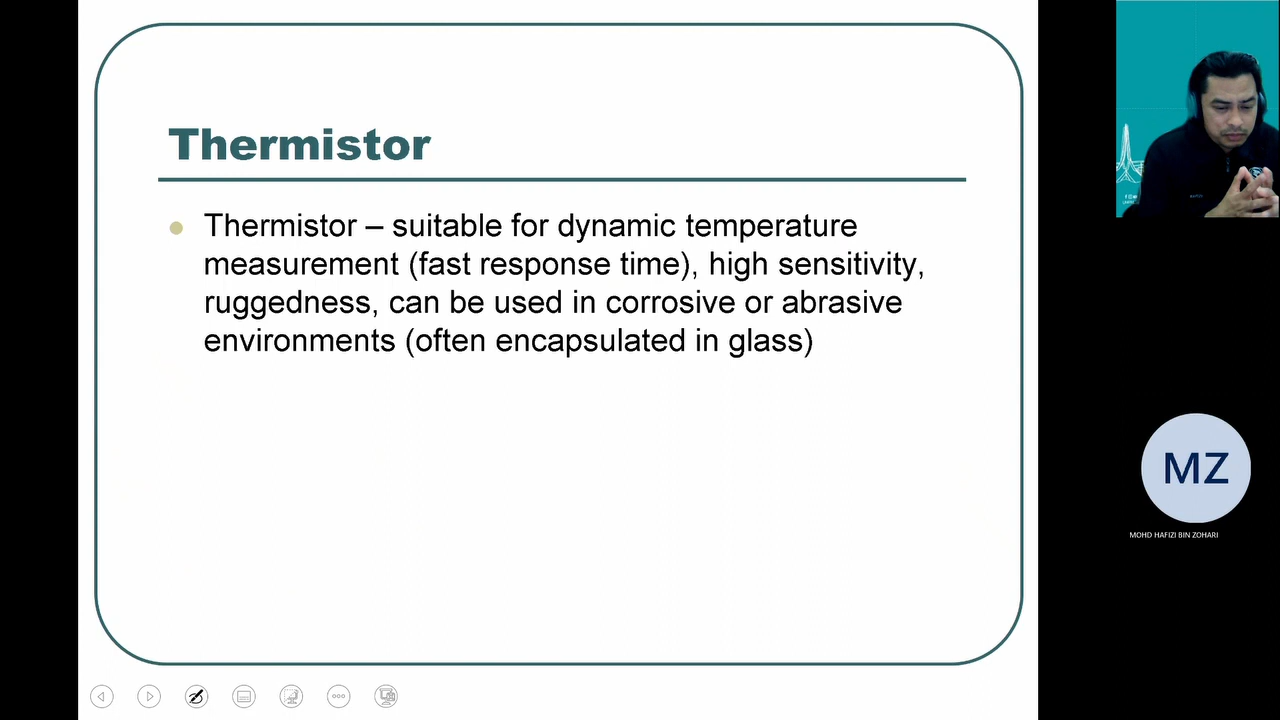 Thermistor
Thermistor – suitable for dynamic temperature
measurement (fast response time), high sensitivity,
ruggedness, can be used in corrosive or abrasive
environments (often encapsulated in glass)
MZ
MOHD HAFIZI BIN ZOHARI